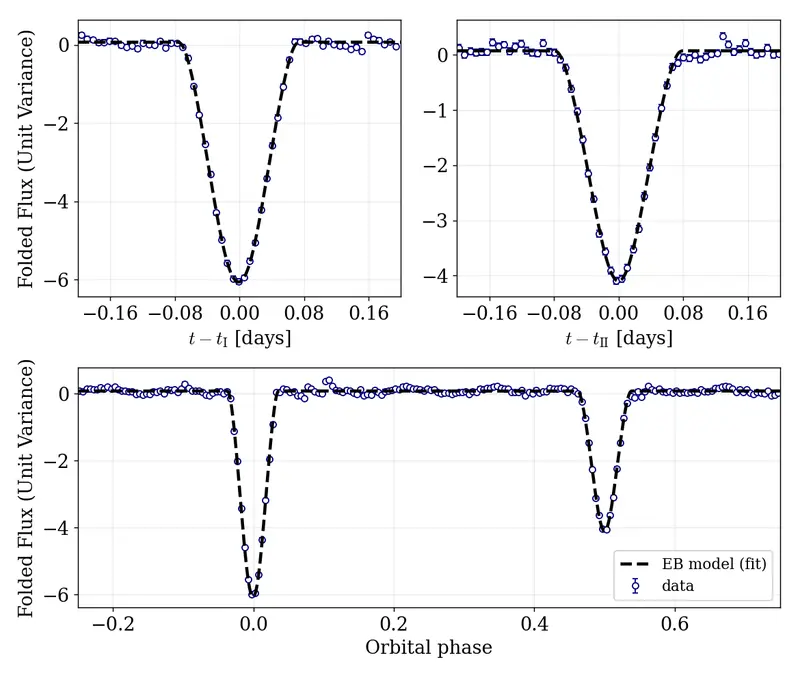 Folded Flux (Unit Variance)
0
−2
−4
−6
−0.16 −0.08 0.00 0.08 0.16
t − tI [days]
0
−1
−2
−3
−4
−0.16 −0.08 0.00 0.08 0.16
t − tII [days]
Folded Flux (Unit Variance)
0
−2
−4
−6
−0.2 0.0 0.2 0.4 0.6
Orbital phase
EB model (fit)
data